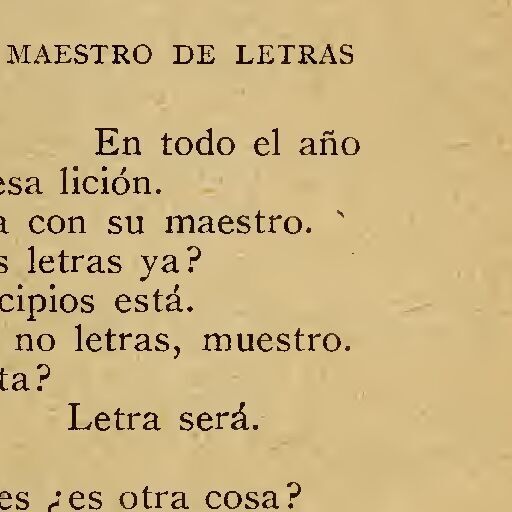 MAESTRO DE LETRAS
En todo el año
esa lición.
a con su maestro.
s letras ya?
cipios está.
no letras, muestro.
ta?
Letra será.
es ¿es otra cosa?